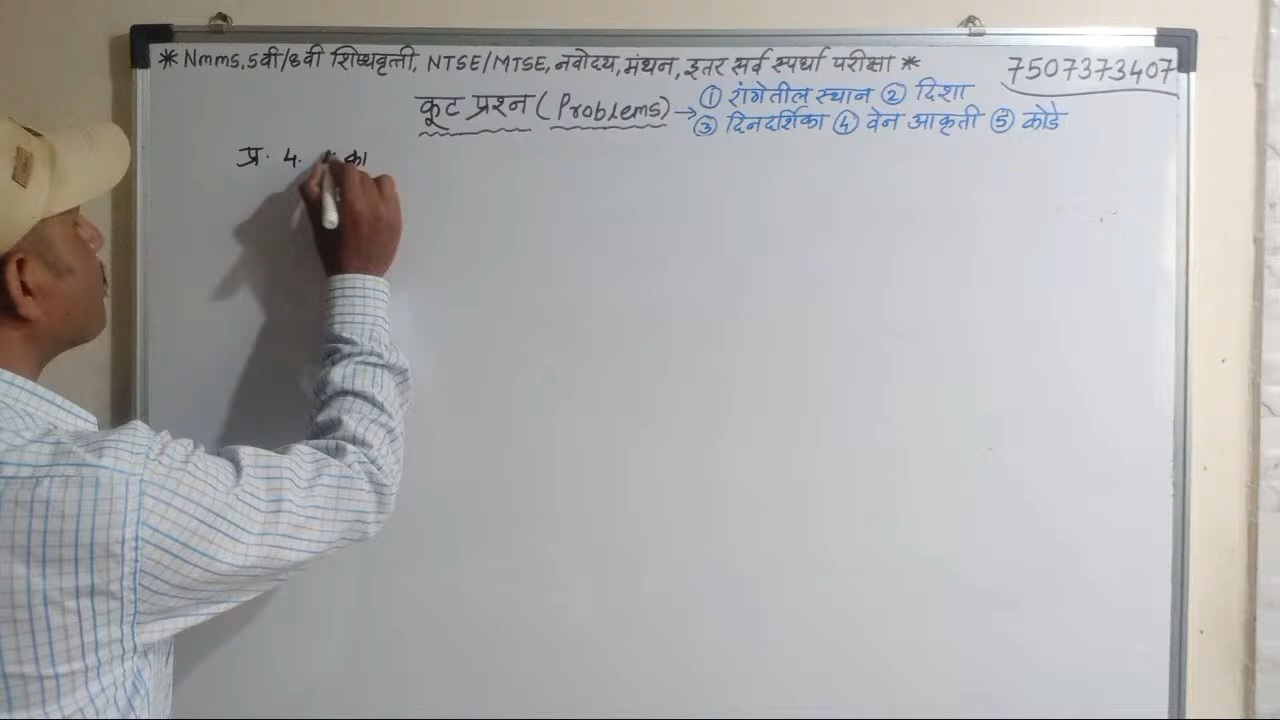 * Nmms, 5वी/8वी शिष्यवृत्ती, NTSE/MTSE, नवोदय, मंथन, इतर सर्व स्पर्धा परीक्षा *
7507373407
कूट प्रश्न (Problems) → ① रांगेतील स्थान ② दिशा
③ दिनदर्शिका ④ वेन आकृती ⑤ कोडे
प्र. 4. का